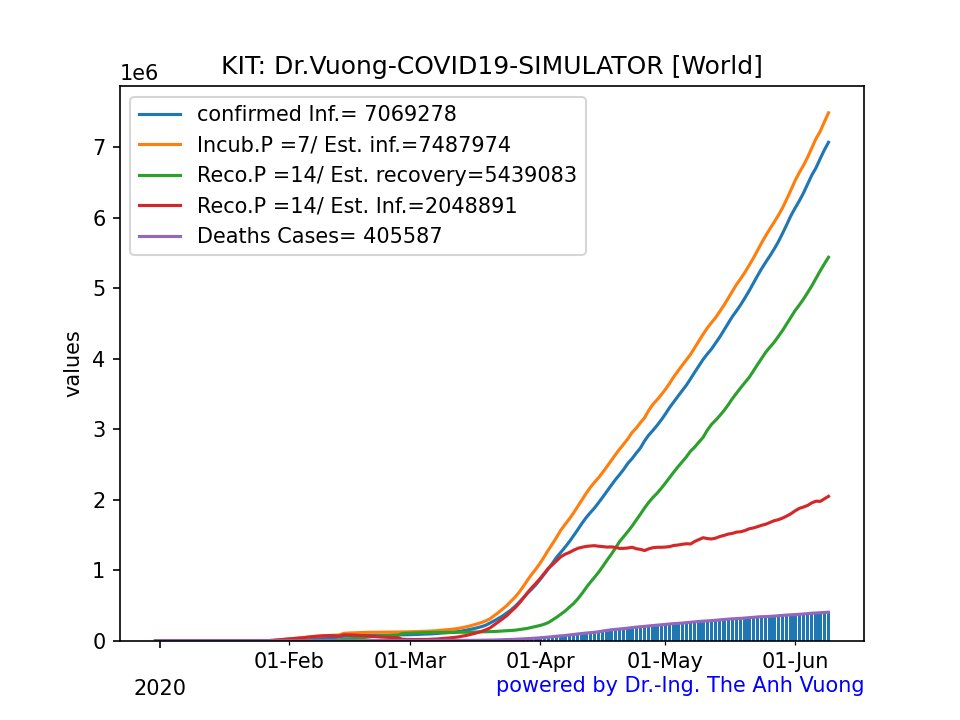 KIT: Dr.Vuong-COVID19-SIMULATOR [World]
1e6
confirmed Inf.= 7069278
Incub.P =7/ Est. inf.=7487974
Reco.P =14/ Est. recovery=5439083
Reco.P =14/ Est. Inf.=2048891
Deaths Cases= 405587
values
7
6
5
4
3
2
1
0
01-Feb 01-Mar 01-Apr 01-May 01-Jun
2020
powered by Dr.-Ing. The Anh Vuong